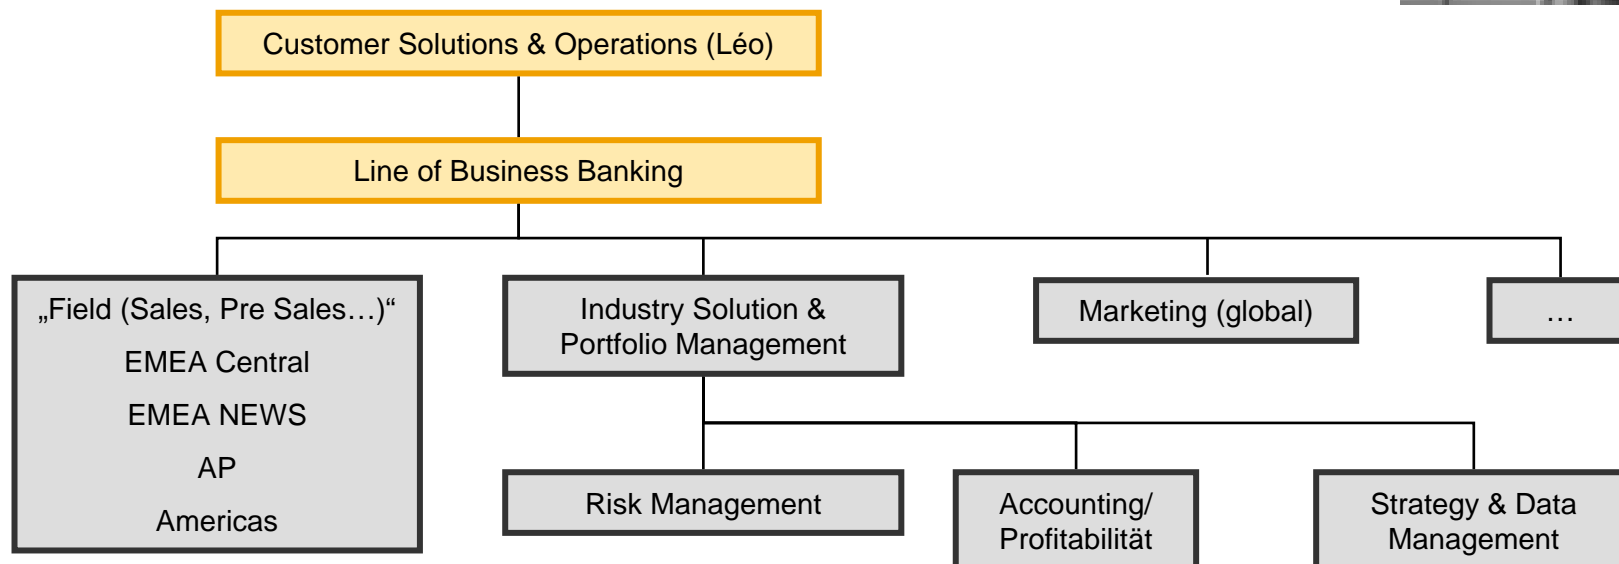 Customer Solutions & Operations (Léo)
Line of Business Banking
„Field (Sales, Pre Sales…)“
EMEA Central
EMEA NEWS
AP
Americas
Industry Solution &
Portfolio Management
Marketing (global)
…
Risk Management
Accounting/
Profitabilität
Strategy & Data
Management